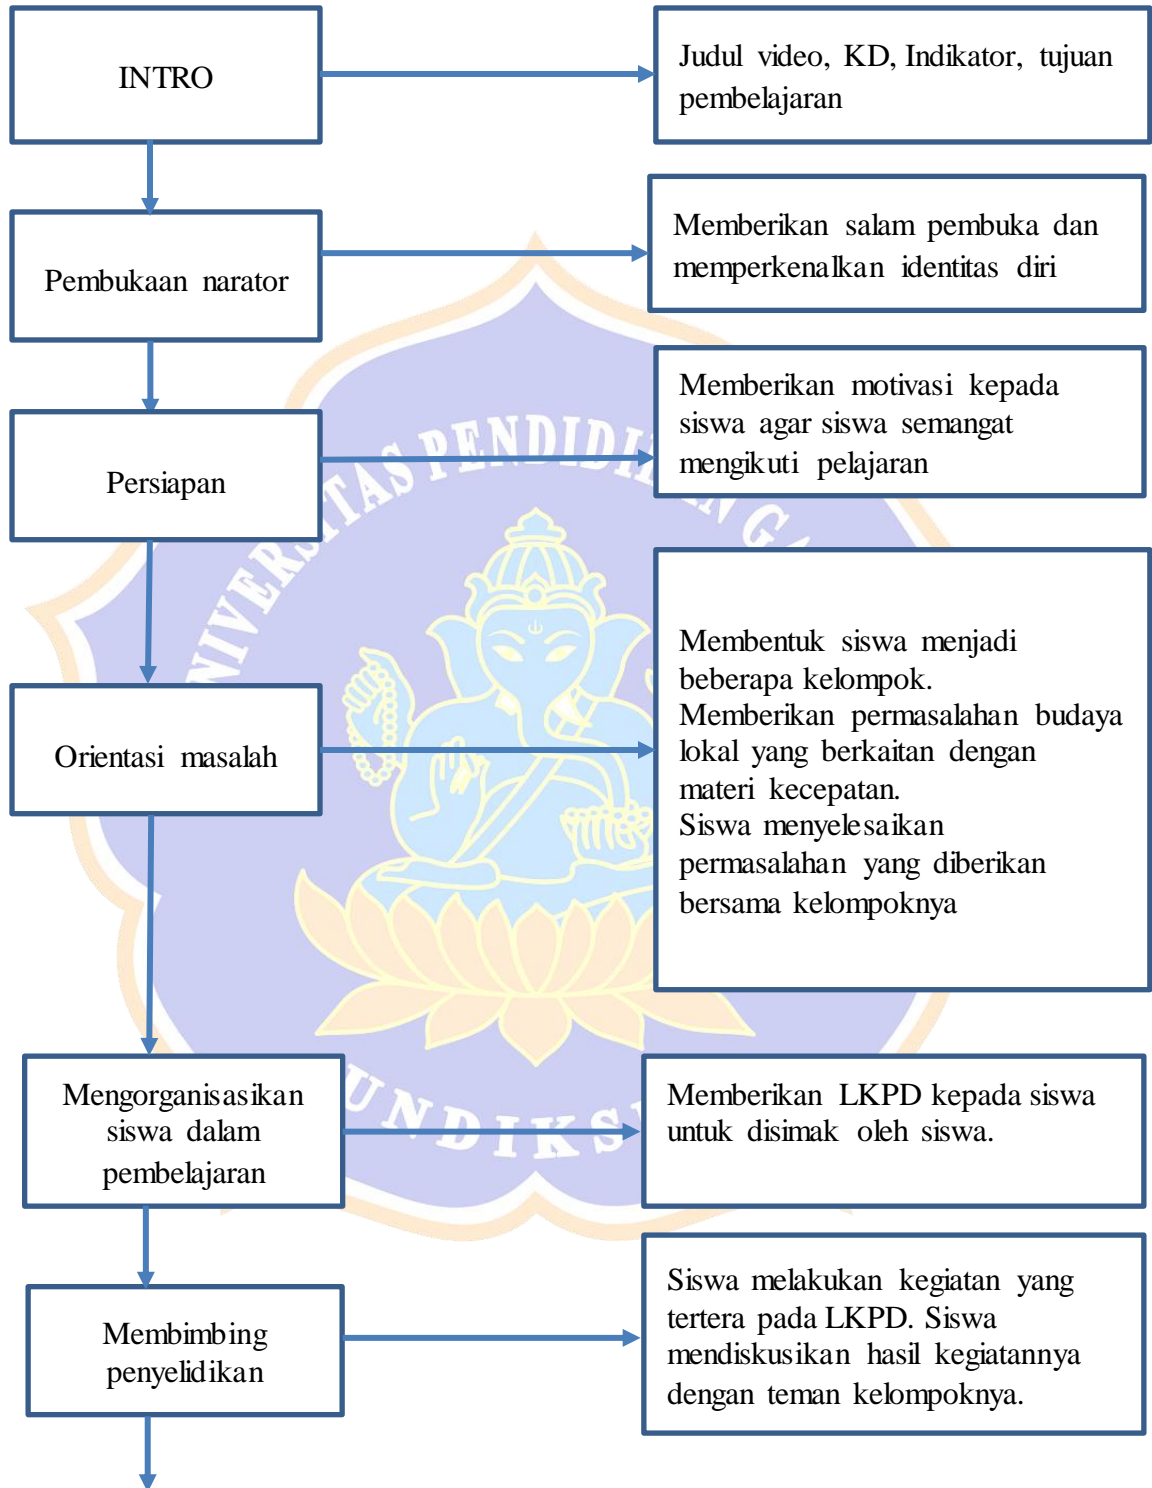 INTRO
Judul video, KD, Indikator, tujuan
pembelajaran
Pembukaan narator
Memberikan salam pembuka dan
memperkenalkan identitas diri
Persiapan
Memberikan motivasi kepada
siswa agar siswa semangat
mengikuti pelajaran
Orientasi masalah
Membentuk siswa menjadi
beberapa kelompok.
Memberikan permasalahan budaya
lokal yang berkaitan dengan
materi kecepatan.
Siswa menyelesaikan
permasalahan yang diberikan
bersama kelompoknya
Mengorganisasikan
siswa dalam
pembelajaran
Memberikan LKPD kepada siswa
untuk disimak oleh siswa.
Membimbing
penyelidikan
Siswa melakukan kegiatan yang
tertera pada LKPD. Siswa
mendiskusikan hasil kegiatannya
dengan teman kelompoknya.
UNIVERSITAS PENDIDIKAN GA
UNDIKS